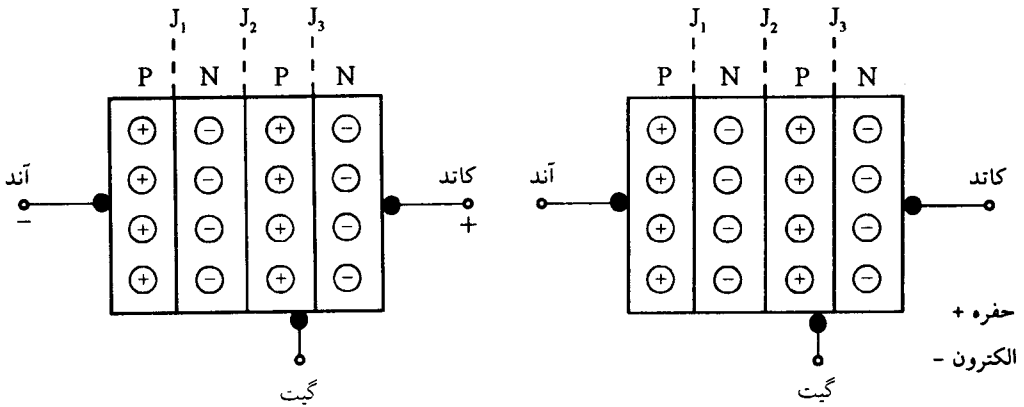 J₁ J₂ J₃
P N P N
+ - + -
+ - + -
+ - + -
+ - + -
آند
−
کاتد
+
گیت
J₁ J₂ J₃
P N P N
+ - + -
+ - + -
+ - + -
+ - + -
آند
کاتد
گیت
حفره +
الکترون −